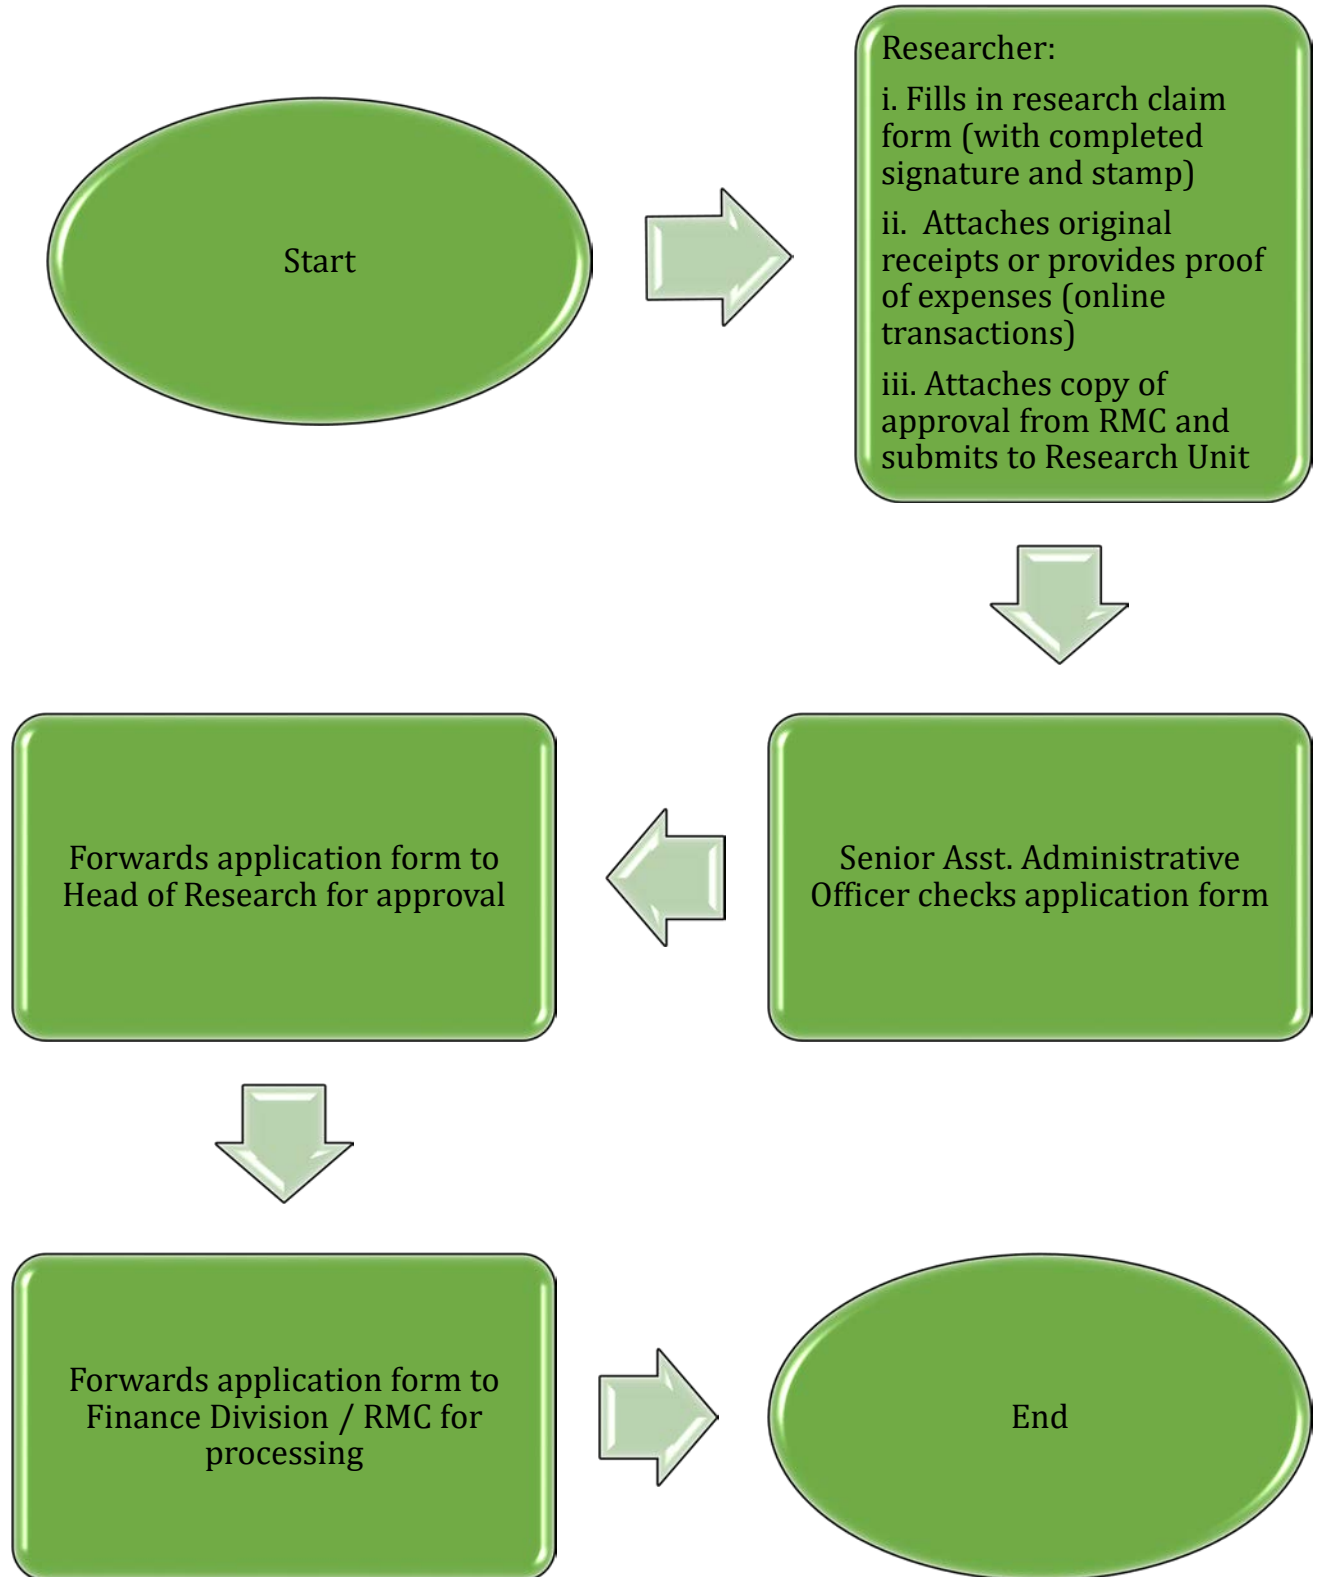 Start
Researcher:
i. Fills in research claim
form (with completed
signature and stamp)
ii.  Attaches original
receipts or provides proof
of expenses (online
transactions)
iii. Attaches copy of
approval from RMC and
submits to Research Unit
Senior Asst. Administrative
Officer checks application form
Forwards application form to
Head of Research for approval
Forwards application form to
Finance Division / RMC for
processing
End